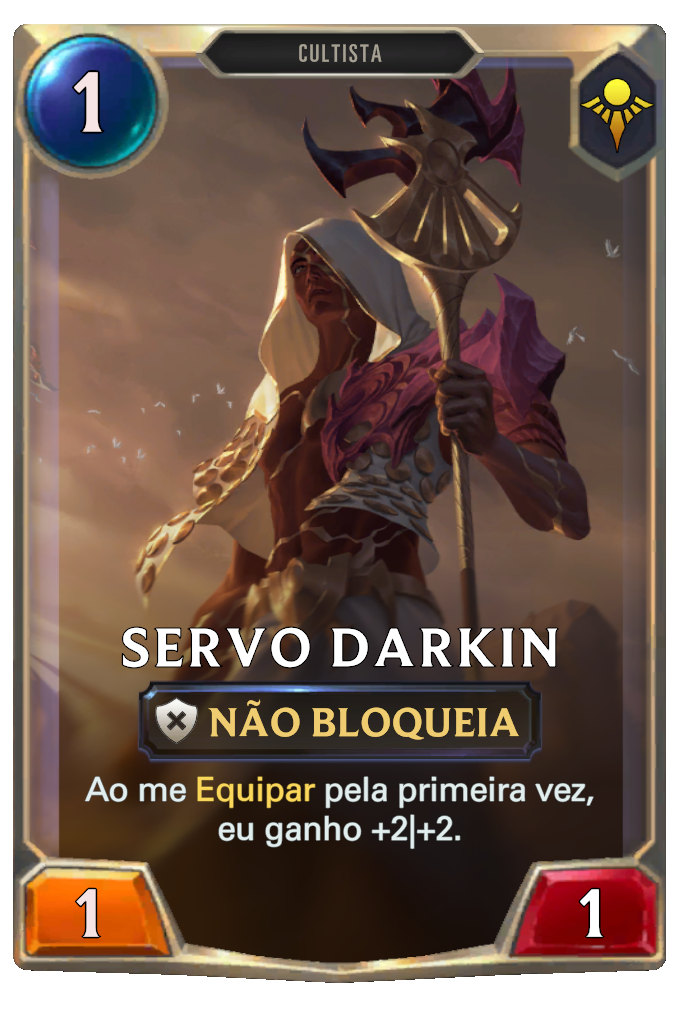 1
CULTISTA
SERVO DARKIN
NÃO BLOQUEIA
Ao me Equipar pela primeira vez,
eu ganho +2|+2.
1
1